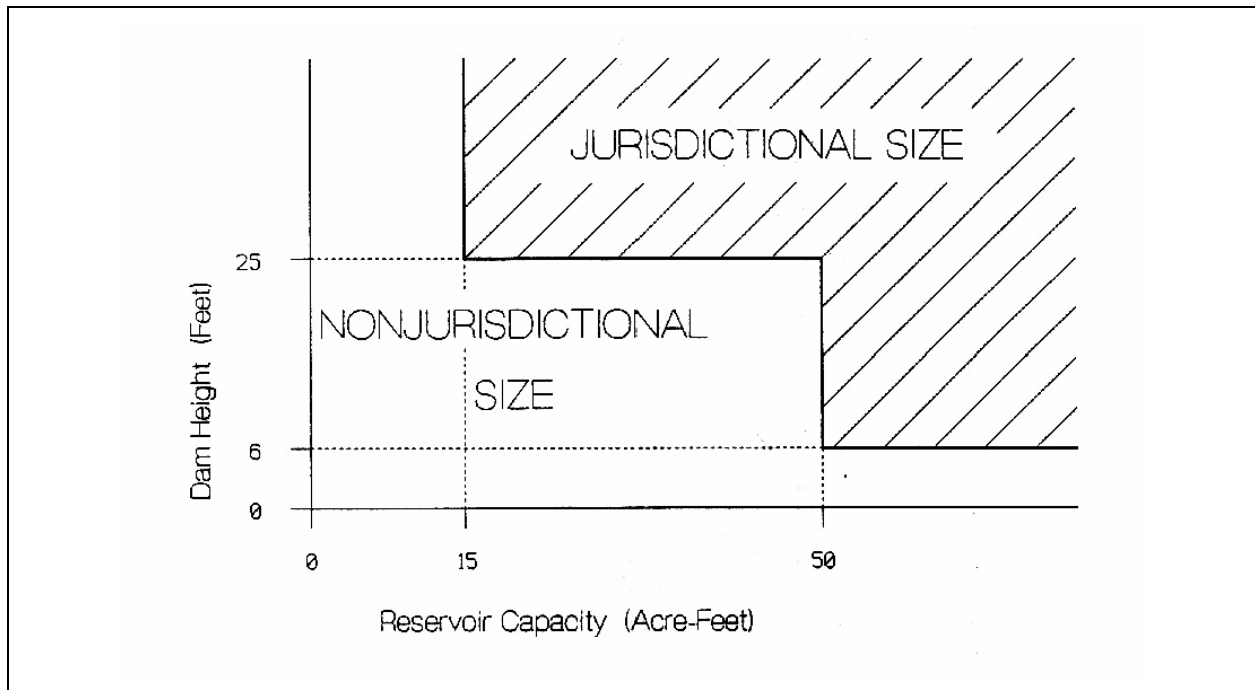 JURISDICTIONAL SIZE
25
NONJURISDICTIONAL
SIZE
6
0
Dam Height (Feet)
0 15 50
Reservoir Capacity (Acre-Feet)